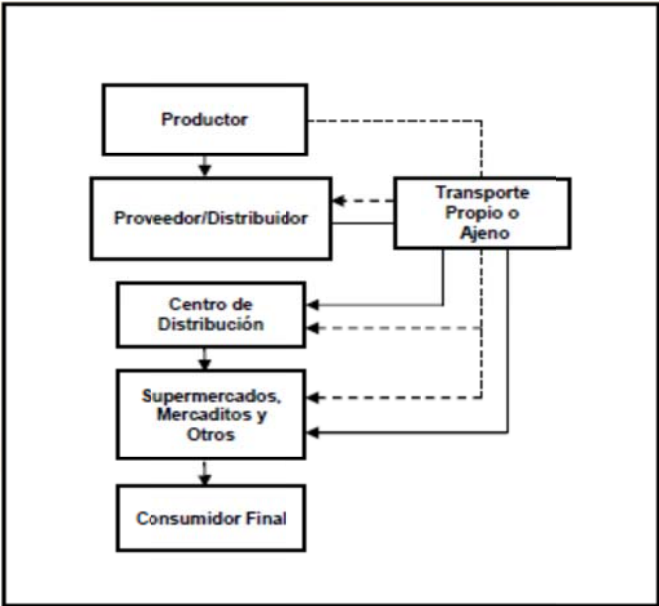 Productor
Proveedor/Distribuidor
Transporte
Propio o
Ajeno
Centro de
Distribución
Supermercados,
Mercaditos y
Otros
Consumidor Final